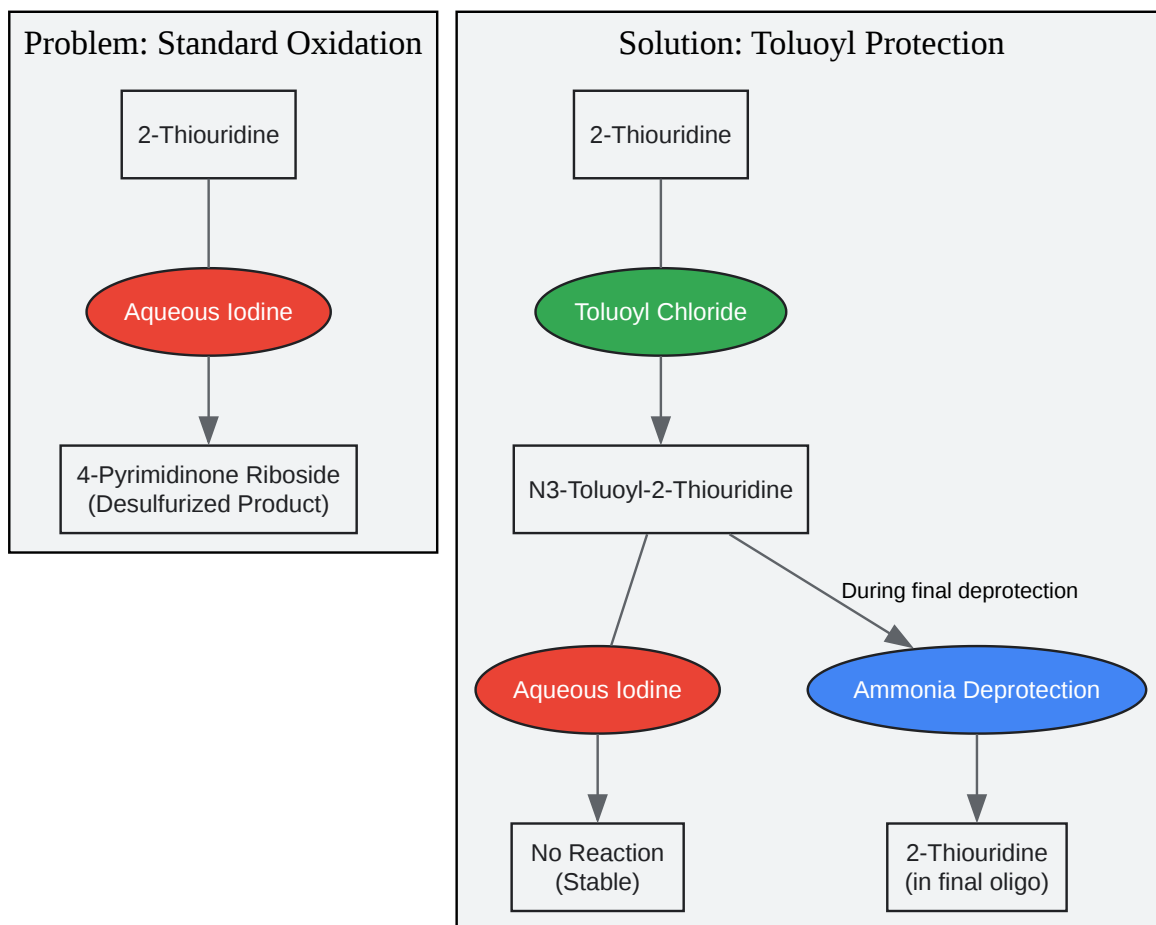 Problem: Standard Oxidation
2-Thiouridine
Aqueous Iodine
4-Pyrimidinone Riboside
(Desulfurized Product)
Solution: Toluoyl Protection
2-Thiouridine
Toluoyl Chloride
N3-Toluoyl-2-Thiouridine
During final deprotection
Aqueous Iodine
Ammonia Deprotection
No Reaction
(Stable)
2-Thiouridine
(in final oligo)